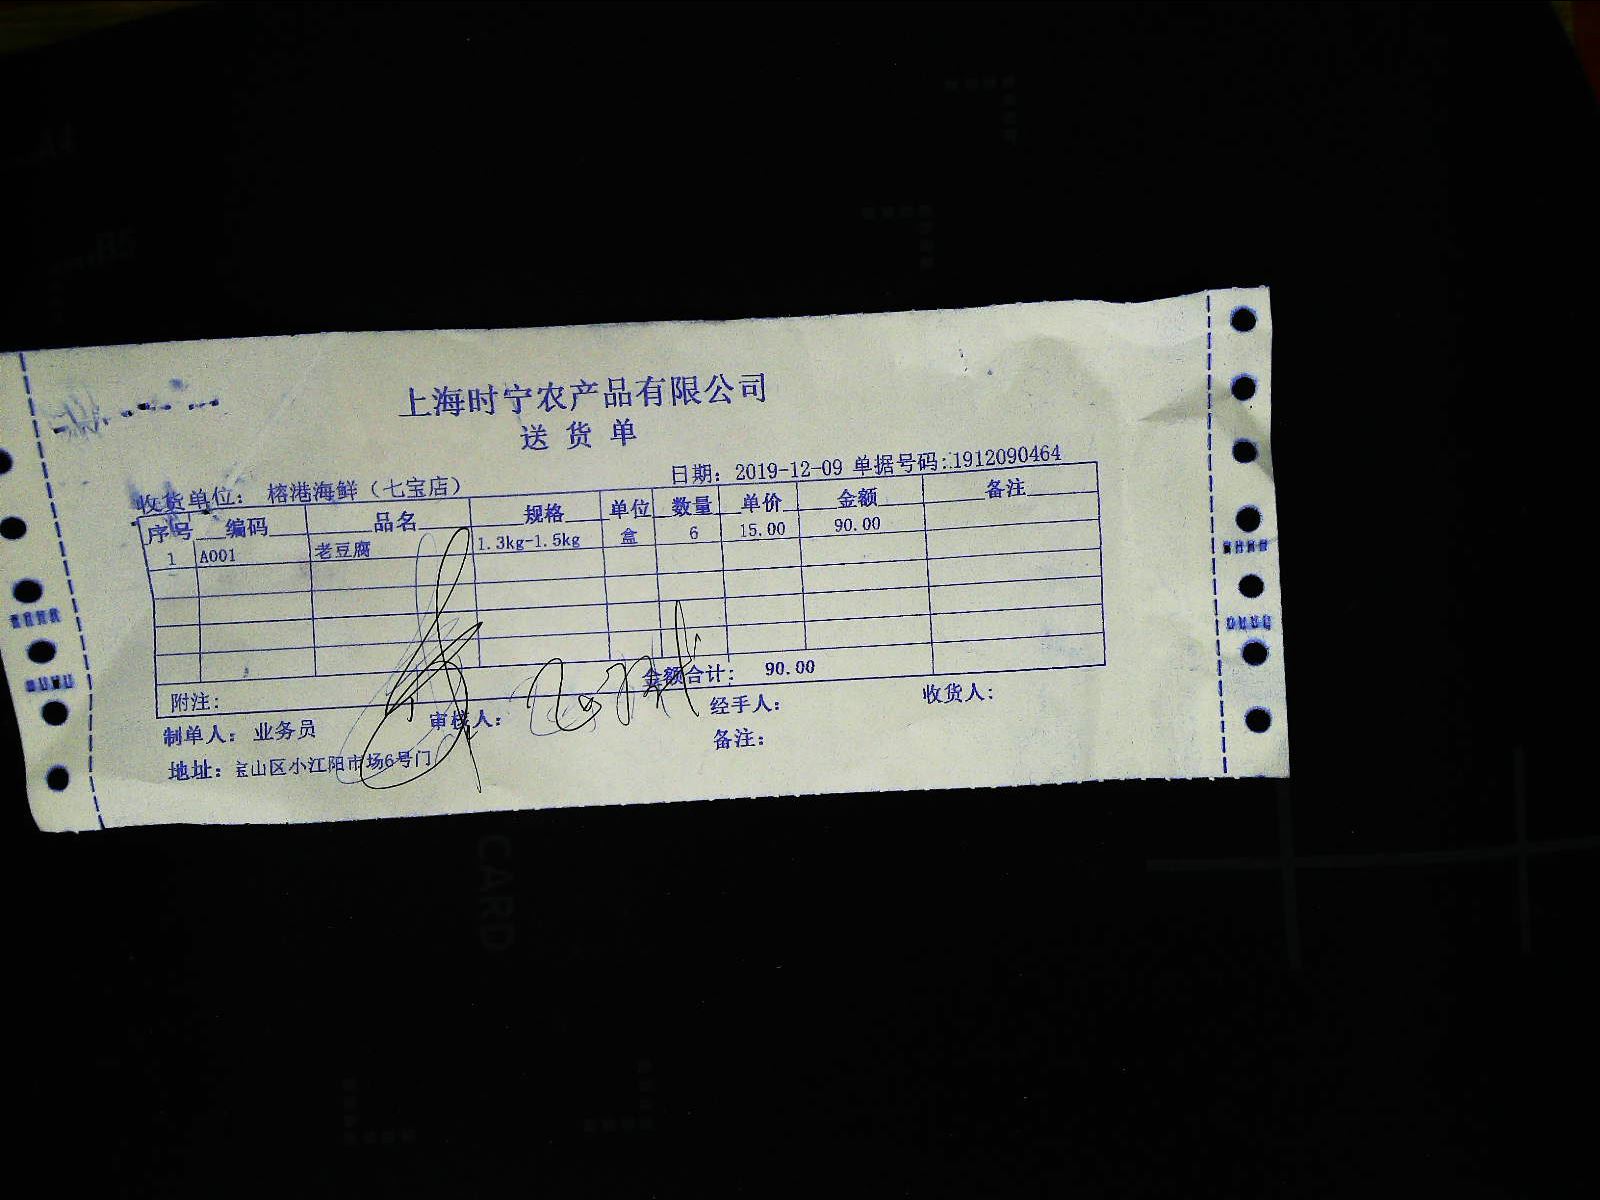 上海时宁农产品有限公司
送货单
收货单位： 榕港海鲜（七宝店） 日期：2019-12-09 单据号码:1912090464
序号 编码 品名 规格 单位 数量 单价 金额 备注
1 A001 老豆腐 1.3kg-1.5kg 盒 6 15.00 90.00
附注： 金额合计： 90.00
制单人：业务员 审核人： 经手人： 收货人：
备注：
地址：宝山区小江阳市场6号门
CARD
A4
B5